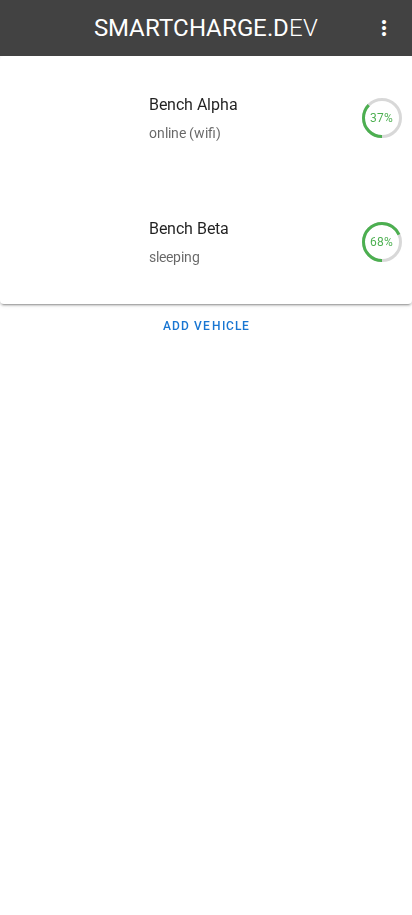 SMARTCHARGE.DEV
Bench Alpha
online (wifi)
37%
Bench Beta
sleeping
68%
ADD VEHICLE